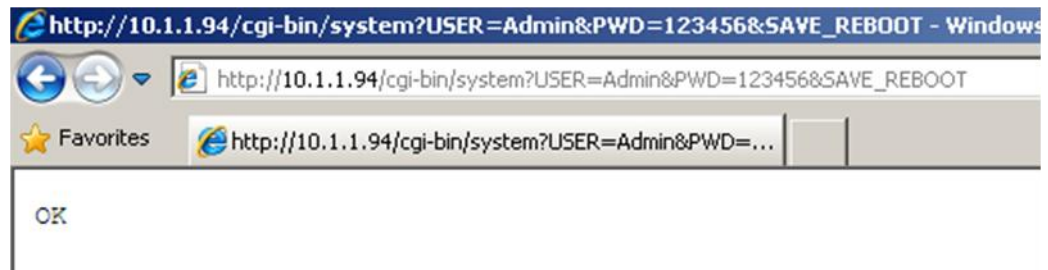 http://10.1.1.94/cgi-bin/system?USER=Admin&PWD=123456&SAVE_REBOOT - Windows
http://10.1.1.94/cgi-bin/system?USER=Admin&PWD=123456&SAVE_REBOOT
Favorites http://10.1.1.94/cgi-bin/system?USER=Admin&PWD=...
OK